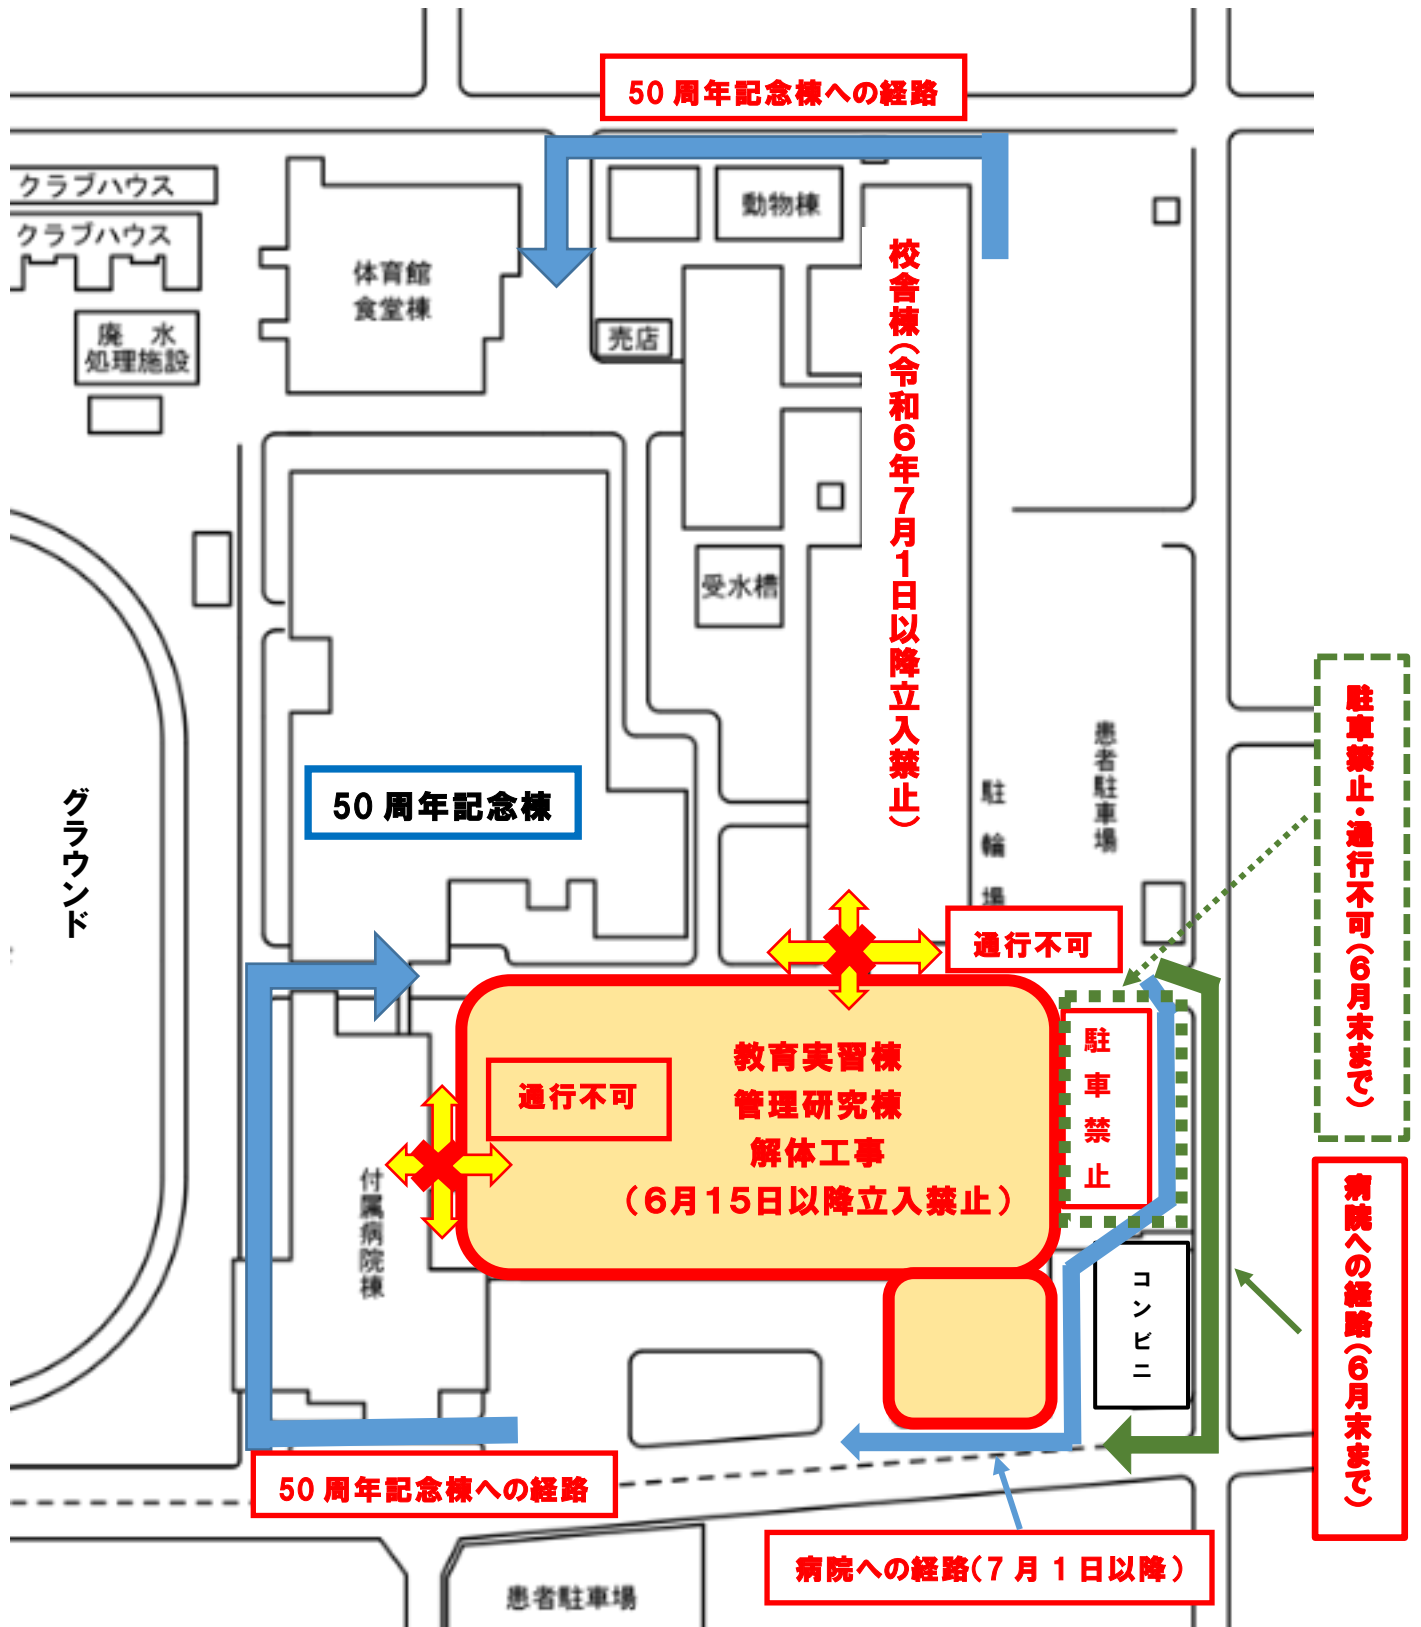 50周年記念棟への経路
クラブハウス
クラブハウス
動物棟
体育館
食堂棟
廃 水
処理施設
売店
校舎棟(令和6年7月1日以降立入禁止)
受水槽
駐車禁止・通行不可(6月末まで)
患者駐車場
駐輪場
50周年記念棟
グラウンド
通行不可
教育実習棟
管理研究棟
解体工事
(6月15日以降立入禁止)
通行不可
駐車禁止
付属病院棟
病院への経路(6月末まで)
コンビニ
50周年記念棟への経路
病院への経路(7月1日以降)
患者駐車場